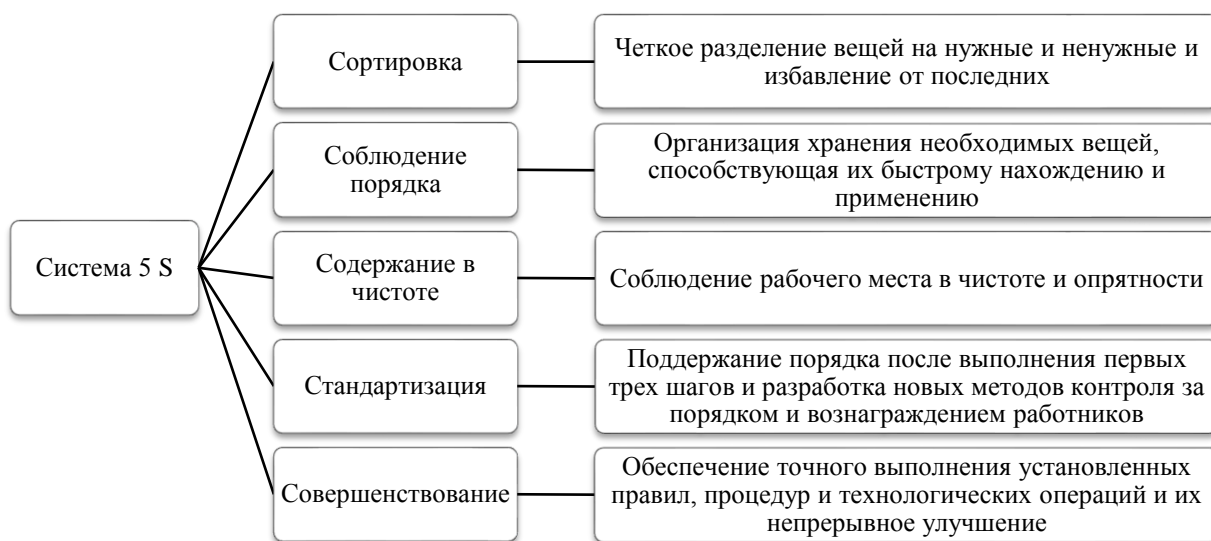 Сортировка
Четкое разделение вещей на нужные и ненужные и
избавление от последних
Соблюдение
порядка
Организация хранения необходимых вещей,
способствующая их быстрому нахождению и
применению
Система 5 S
Содержание в
чистоте
Соблюдение рабочего места в чистоте и опрятности
Стандартизация
Поддержание порядка после выполнения первых
трех шагов и разработка новых методов контроля за
порядком и вознаграждением работников
Совершенствование
Обеспечение точного выполнения установленных
правил, процедур и технологических операций и их
непрерывное улучшение